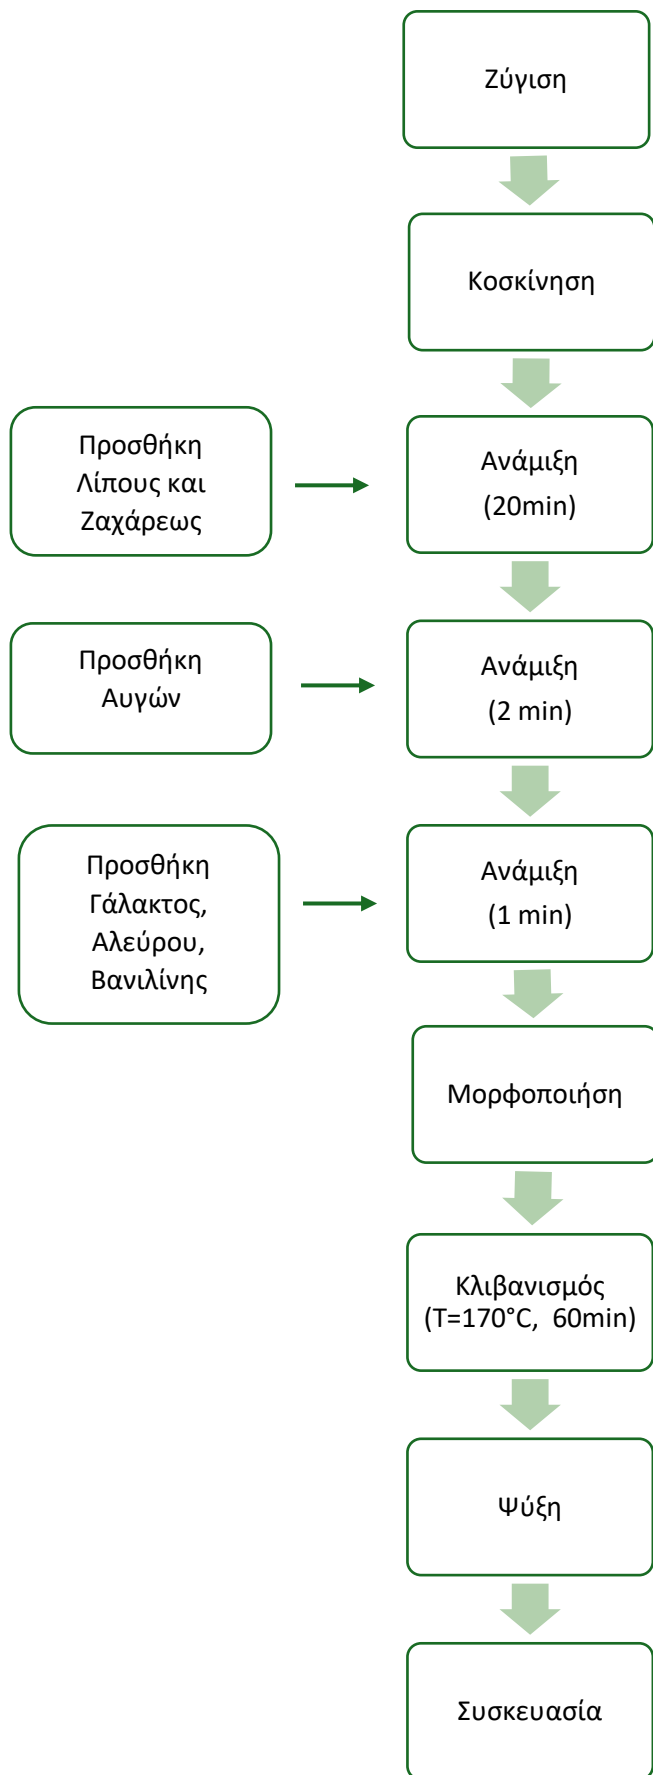 Ζύγιση
Κοσκίνηση
Προσθήκη
Λίπους και
Ζαχάρεως
Ανάμιξη
(20min)
Προσθήκη
Αυγών
Ανάμιξη
(2 min)
Προσθήκη
Γάλακτος,
Αλεύρου,
Βανιλίνης
Ανάμιξη
(1 min)
Μορφοποιήση
Κλιβανισμός
(T=170°C, 60min)
Ψύξη
Συσκευασία